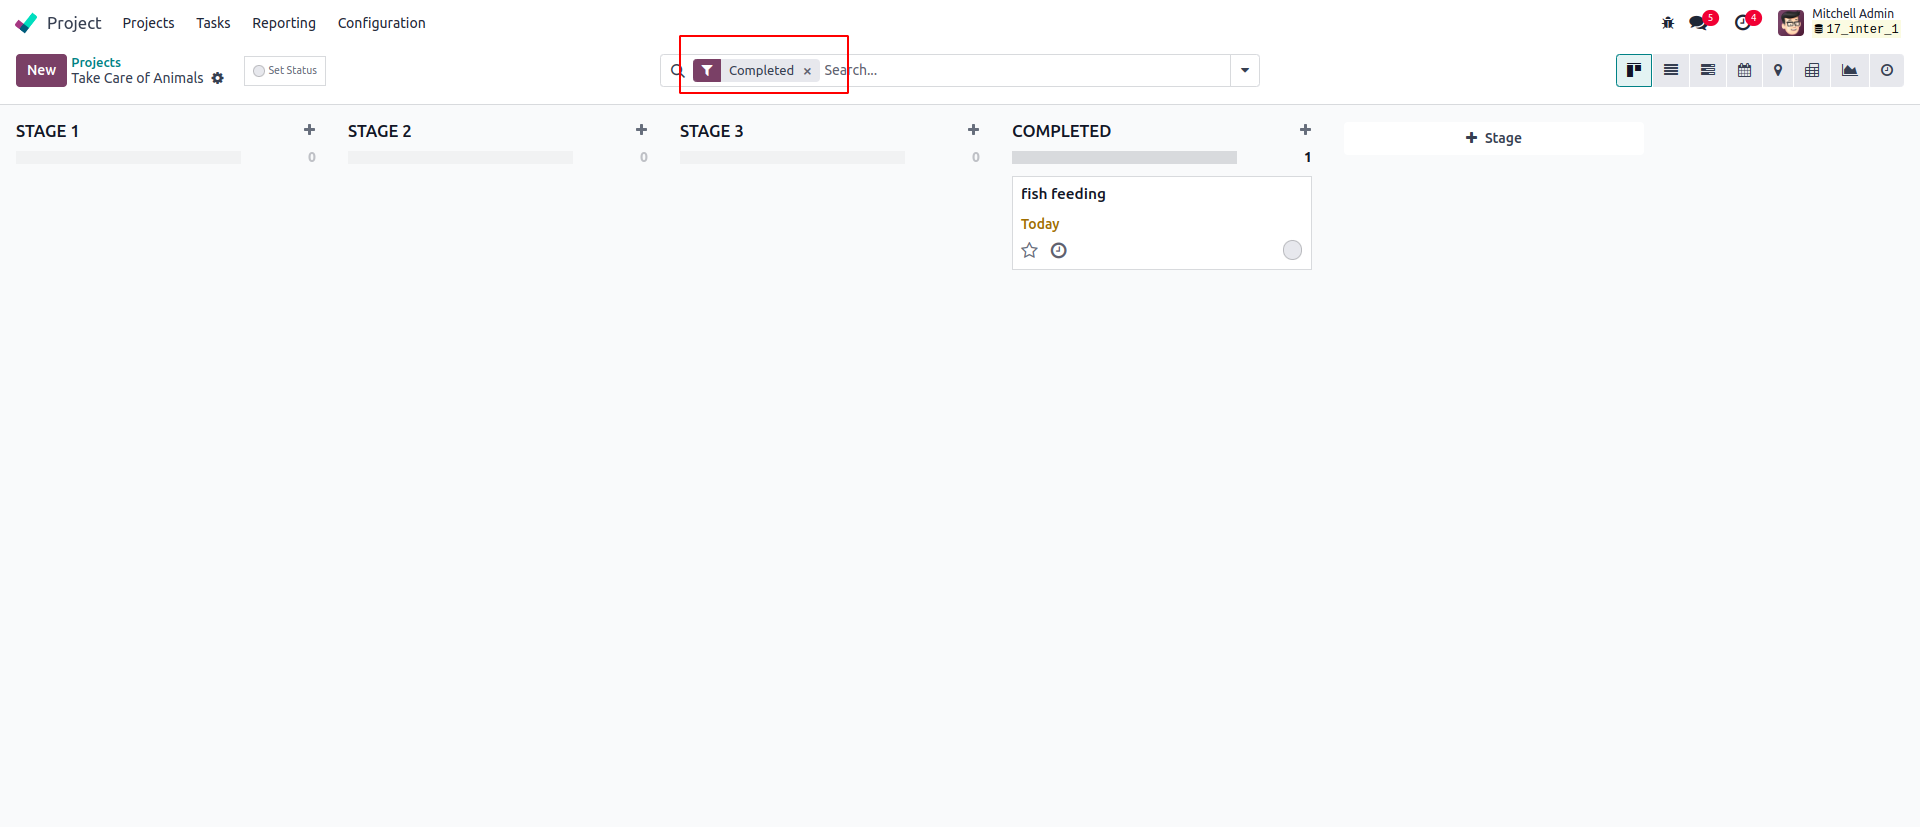 Project Projects Tasks Reporting Configuration 5 4 Mitchell Admin
17_inter_1
New Projects
Take Care of Animals Set Status Completed × Search...
STAGE 1 + STAGE 2 + STAGE 3 + COMPLETED + + Stage
0 0 0 1
fish feeding
Today